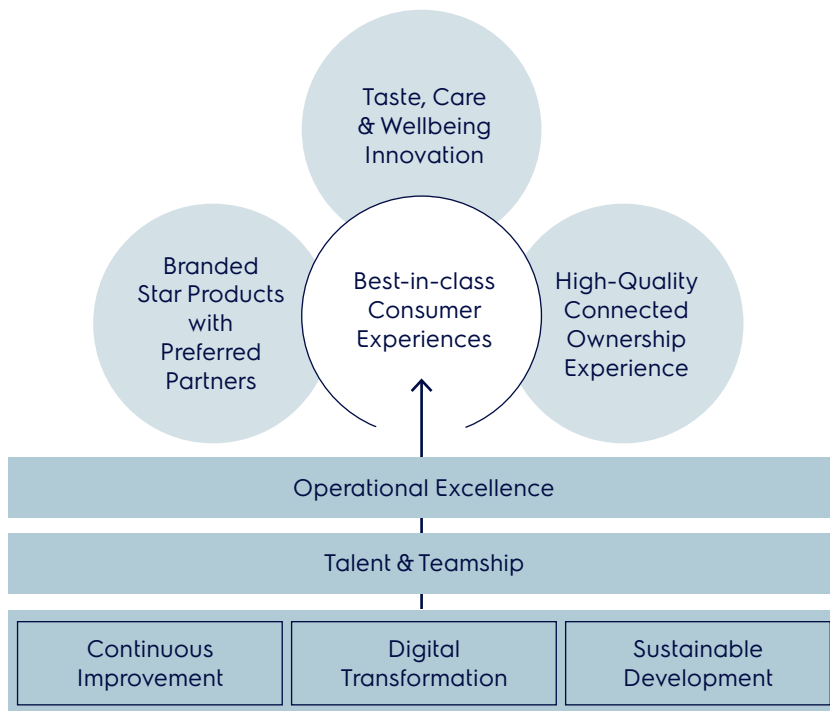 Taste, Care
& Wellbeing
Innovation
Branded
Star Products
with
Preferred
Partners
Best-in-class
Consumer
Experiences
High-Quality
Connected
Ownership
Experience
Operational Excellence
Talent & Teamship
Continuous
Improvement
Digital
Transformation
Sustainable
Development